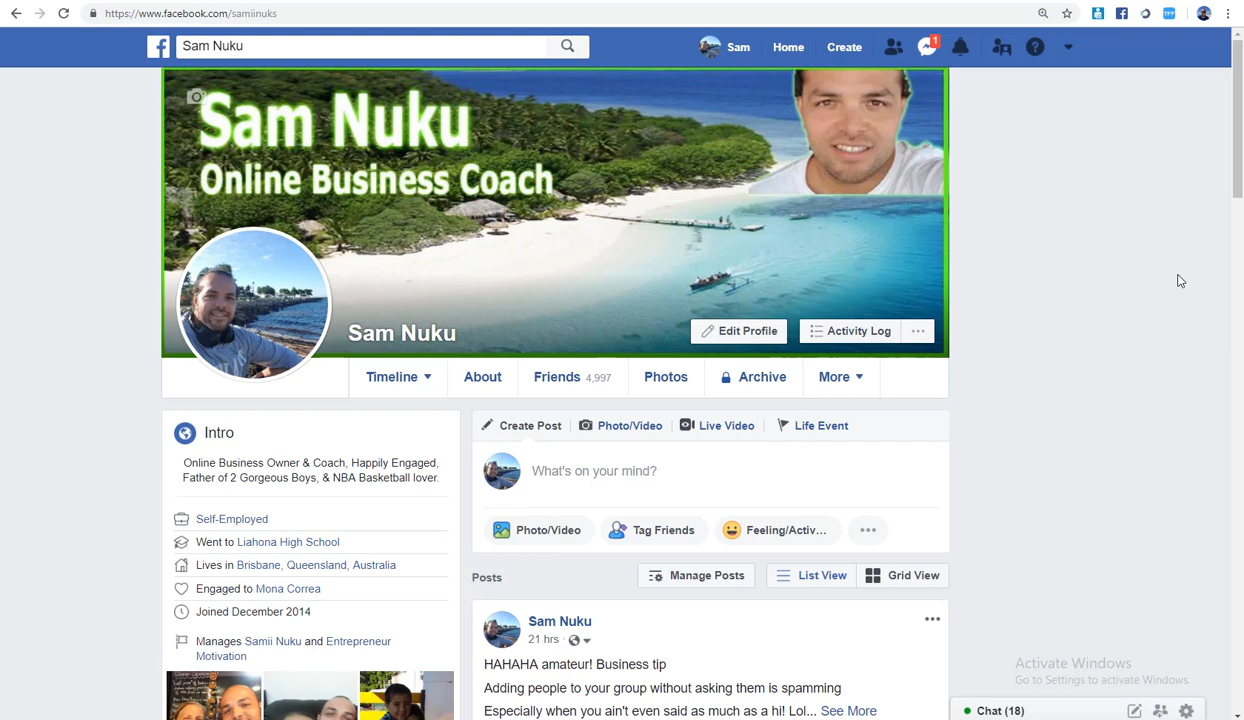 https://www.facebook.com/samiinuks
TFF
Sam Nuku
Sam
Home
Create
1
Sam Nuku
Online Business Coach
Sam Nuku
Edit Profile
Activity Log
Timeline
About
Friends 4,997
Photos
Archive
More
Intro
Online Business Owner & Coach, Happily Engaged,
Father of 2 Gorgeous Boys, & NBA Basketball lover.
Self-Employed
Went to Liahona High School
Lives in Brisbane, Queensland, Australia
Engaged to Mona Correa
Joined December 2014
Manages Samii Nuku and Entrepreneur
Motivation
Create Post
Photo/Video
Live Video
Life Event
What's on your mind?
Photo/Video
Tag Friends
Feeling/Activ...
Posts
Manage Posts
List View
Grid View
Sam Nuku
21 hrs
HAHAHA amateur! Business tip
Adding people to your group without asking them is spamming
Especially when you ain't even said as much as a hi! Lol... See More
Activate Windows
Go to Settings to activate Windows.
Chat (18)